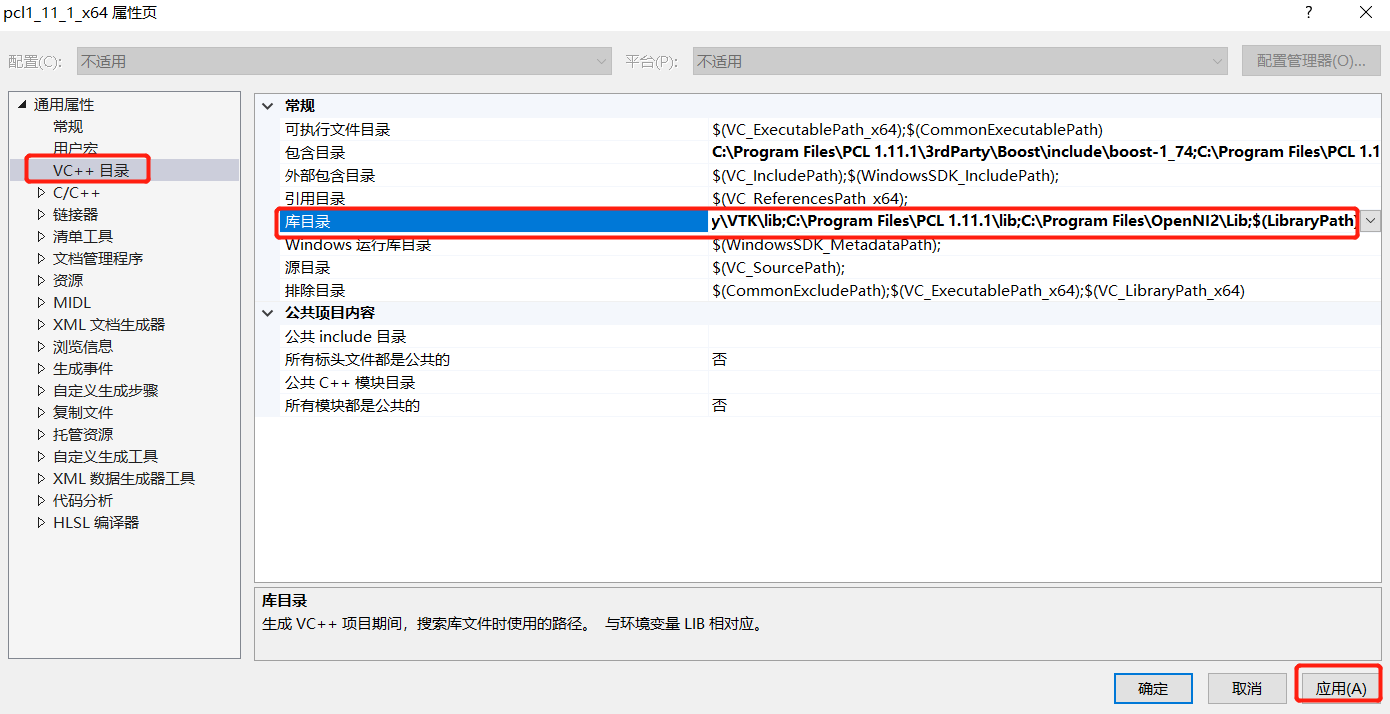 pcl1_11_1_x64 属性页
?
配置(C): 不适用 平台(P): 不适用 配置管理器(O)...
通用属性
常规
用户宏
VC++ 目录
C/C++
链接器
清单工具
文档管理程序
资源
MIDL
XML 文档生成器
浏览信息
生成事件
自定义生成步骤
复制文件
托管资源
自定义生成工具
XML 数据生成器工具
代码分析
HLSL 编译器
常规
可执行文件目录 $(VC_ExecutablePath_x64);$(CommonExecutablePath)
包含目录 C:\Program Files\PCL 1.11.1\3rdParty\Boost\include\boost-1_74;C:\Program Files\PCL 1.1
外部包含目录 $(VC_IncludePath);$(WindowsSDK_IncludePath);
引用目录 $(VC_ReferencesPath_x64);
库目录 y\VTK\lib;C:\Program Files\PCL 1.11.1\lib;C:\Program Files\OpenNI2\Lib;$(LibraryPath)
Windows 运行库目录 $(WindowsSDK_MetadataPath);
源目录 $(VC_SourcePath);
排除目录 $(CommonExcludePath);$(VC_ExecutablePath_x64);$(VC_LibraryPath_x64)
公共项目内容
公共 include 目录
所有标头文件都是公共的 否
公共 C++ 模块目录
所有模块都是公共的 否
库目录
生成 VC++ 项目期间，搜索库文件时使用的路径。 与环境变量 LIB 相对应。
确定 取消 应用(A)